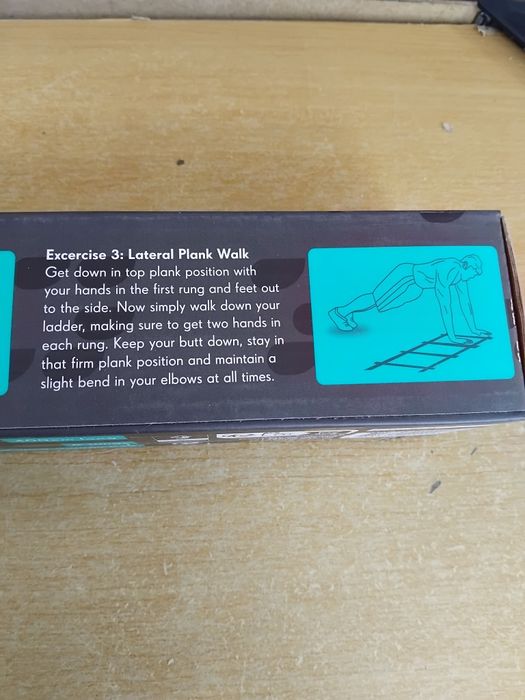 Excercise 3: Lateral Plank Walk
Get down in top plank position with
your hands in the first rung and feet out
to the side. Now simply walk down your
ladder, making sure to get two hands in
each rung. Keep your butt down, stay in
that firm plank position and maintain a
slight bend in your elbows at all times.